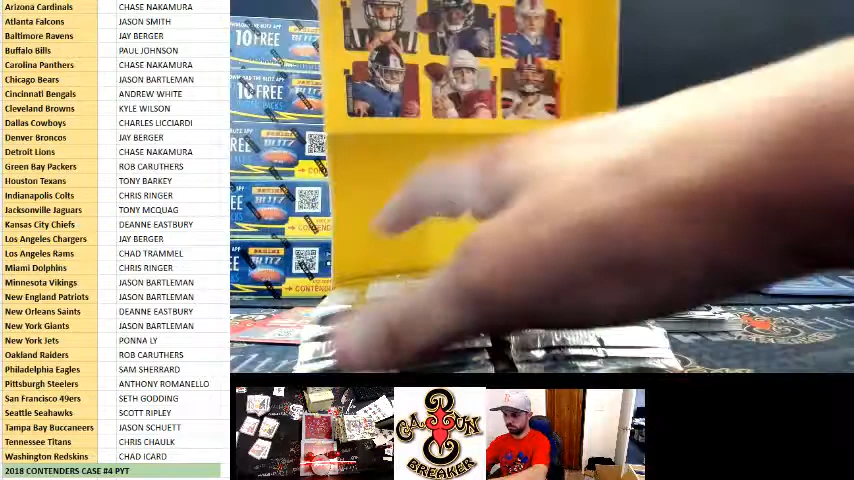 Arizona Cardinals CHASE NAKAMURA
Atlanta Falcons JASON SMITH
Baltimore Ravens JAY BERGER
Buffalo Bills PAUL JOHNSON
Carolina Panthers CHASE NAKAMURA
Chicago Bears JASON BARTLEMAN
Cincinnati Bengals ANDREW WHITE
Cleveland Browns KYLE WILSON
Dallas Cowboys CHARLES LICCIARDI
Denver Broncos JAY BERGER
Detroit Lions CHASE NAKAMURA
Green Bay Packers ROB CARUTHERS
Houston Texans TONY BARKEY
Indianapolis Colts CHRIS RINGER
Jacksonville Jaguars TONY MCQUAG
Kansas City Chiefs DEANNE EASTBURY
Los Angeles Chargers JAY BERGER
Los Angeles Rams CHAD TRAMMEL
Miami Dolphins CHRIS RINGER
Minnesota Vikings JASON BARTLEMAN
New England Patriots JASON BARTLEMAN
New Orleans Saints DEANNE EASTBURY
New York Giants JASON BARTLEMAN
New York Jets PONNA LY
Oakland Raiders ROB CARUTHERS
Philadelphia Eagles SAM SHERRARD
Pittsburgh Steelers ANTHONY ROMANELLO
San Francisco 49ers SETH GODDING
Seattle Seahawks SCOTT RIPLEY
Tampa Bay Buccaneers JASON SCHUETT
Tennessee Titans CHRIS CHAULK
Washington Redskins CHAD ICARD
2018 CONTENDERS CASE #4 PYT
10 FREE
10 FREE
BLITZ
BLITZ
BLITZ
CAJUN
BREAKER